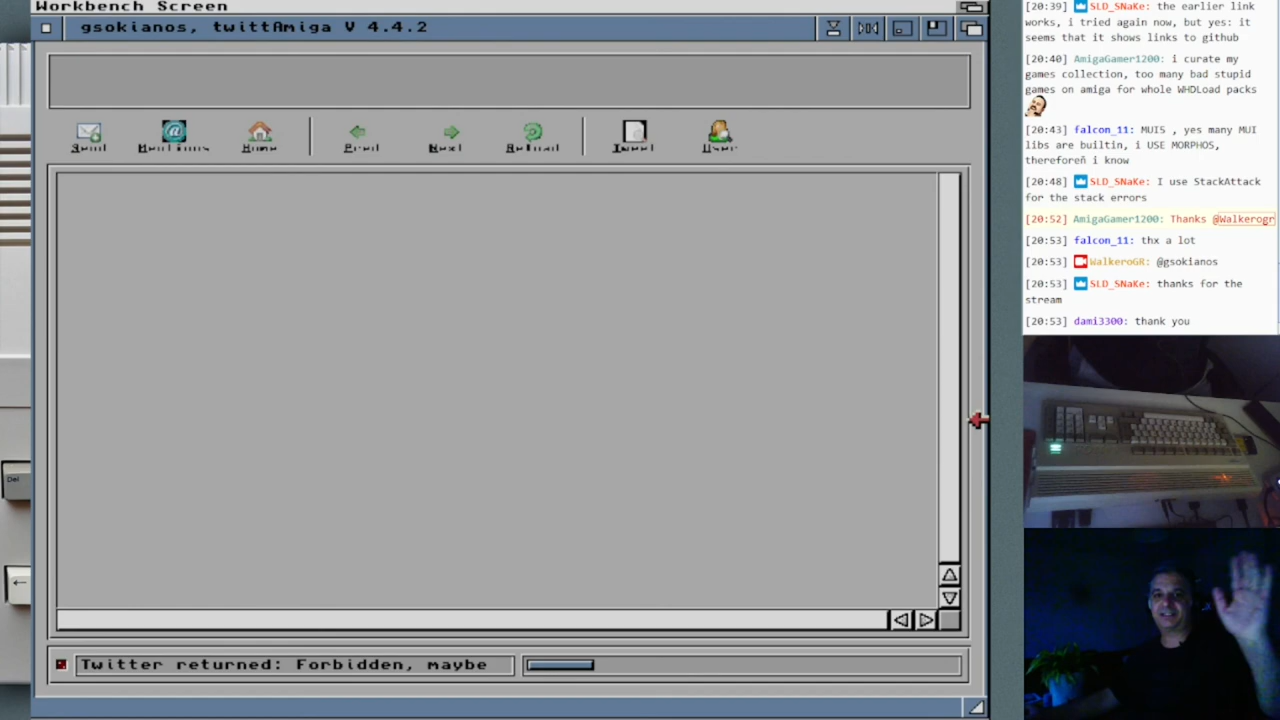 Workbench Screen
gsokianos, twittAmiga V 4.4.2
Send
Mentions
Home
Pred
Next
Reload
Tweet
User
Twitter returned: Forbidden, maybe
Del
[20:39] SLD_SNaKe: the earlier link
works, i tried again now, but yes: it
seems that it shows links to github
[20:40] AmigaGamer1200: i curate my
games collection, too many bad stupid
games on amiga for whole WHDLoad packs
[20:43] falcon_11: MUI5 , yes many MUI
libs are builtin, i USE MORPHOS,
thereforeñ i know
[20:48] SLD_SNaKe: I use StackAttack
for the stack errors
[20:52] AmigaGamer1200: Thanks @Walkerogr
[20:53] falcon_11: thx a lot
[20:53] WalkeroGR: @gsokianos
[20:53] SLD_SNaKe: thanks for the
stream
[20:53] dami3300: thank you